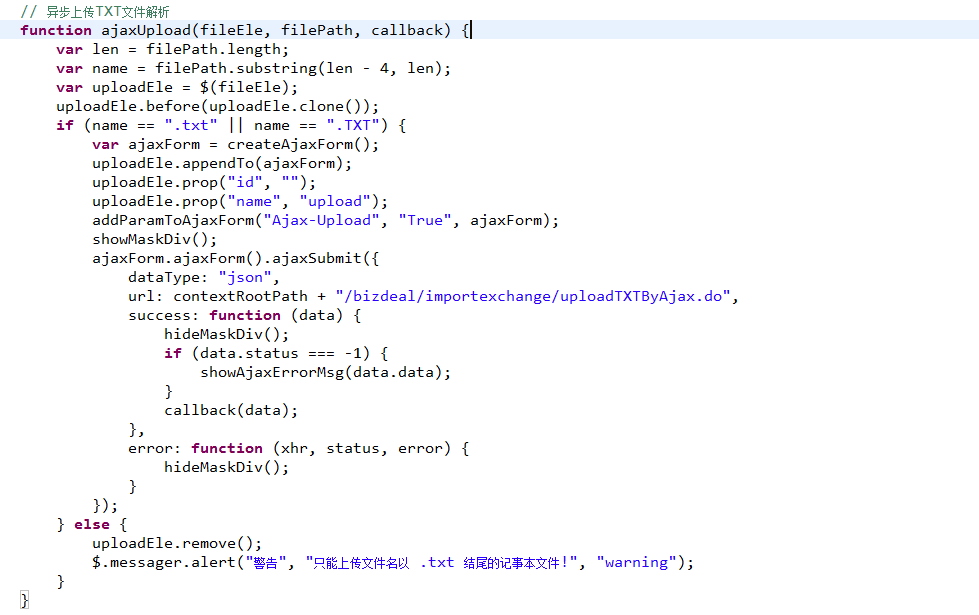 // 异步上传TXT文件解析
function ajaxUpload(fileEle, filePath, callback) {
    var len = filePath.length;
    var name = filePath.substring(len - 4, len);
    var uploadEle = $(fileEle);
    uploadEle.before(uploadEle.clone());
    if (name == ".txt" || name == ".TXT") {
        var ajaxForm = createAjaxForm();
        uploadEle.appendTo(ajaxForm);
        uploadEle.prop("id", "");
        uploadEle.prop("name", "upload");
        addParamToAjaxForm("Ajax-Upload", "True", ajaxForm);
        showMaskDiv();
        ajaxForm.ajaxForm().ajaxSubmit({
            dataType: "json",
            url: contextRootPath + "/bizdeal/importexchange/uploadTXTByAjax.do",
            success: function (data) {
                hideMaskDiv();
                if (data.status === -1) {
                    showAjaxErrorMsg(data.data);
                }
                callback(data);
            },
            error: function (xhr, status, error) {
                hideMaskDiv();
            }
        });
    } else {
        uploadEle.remove();
        $.messager.alert("警告", "只能上传文件名以 .txt 结尾的记事本文件!", "warning");
    }
}